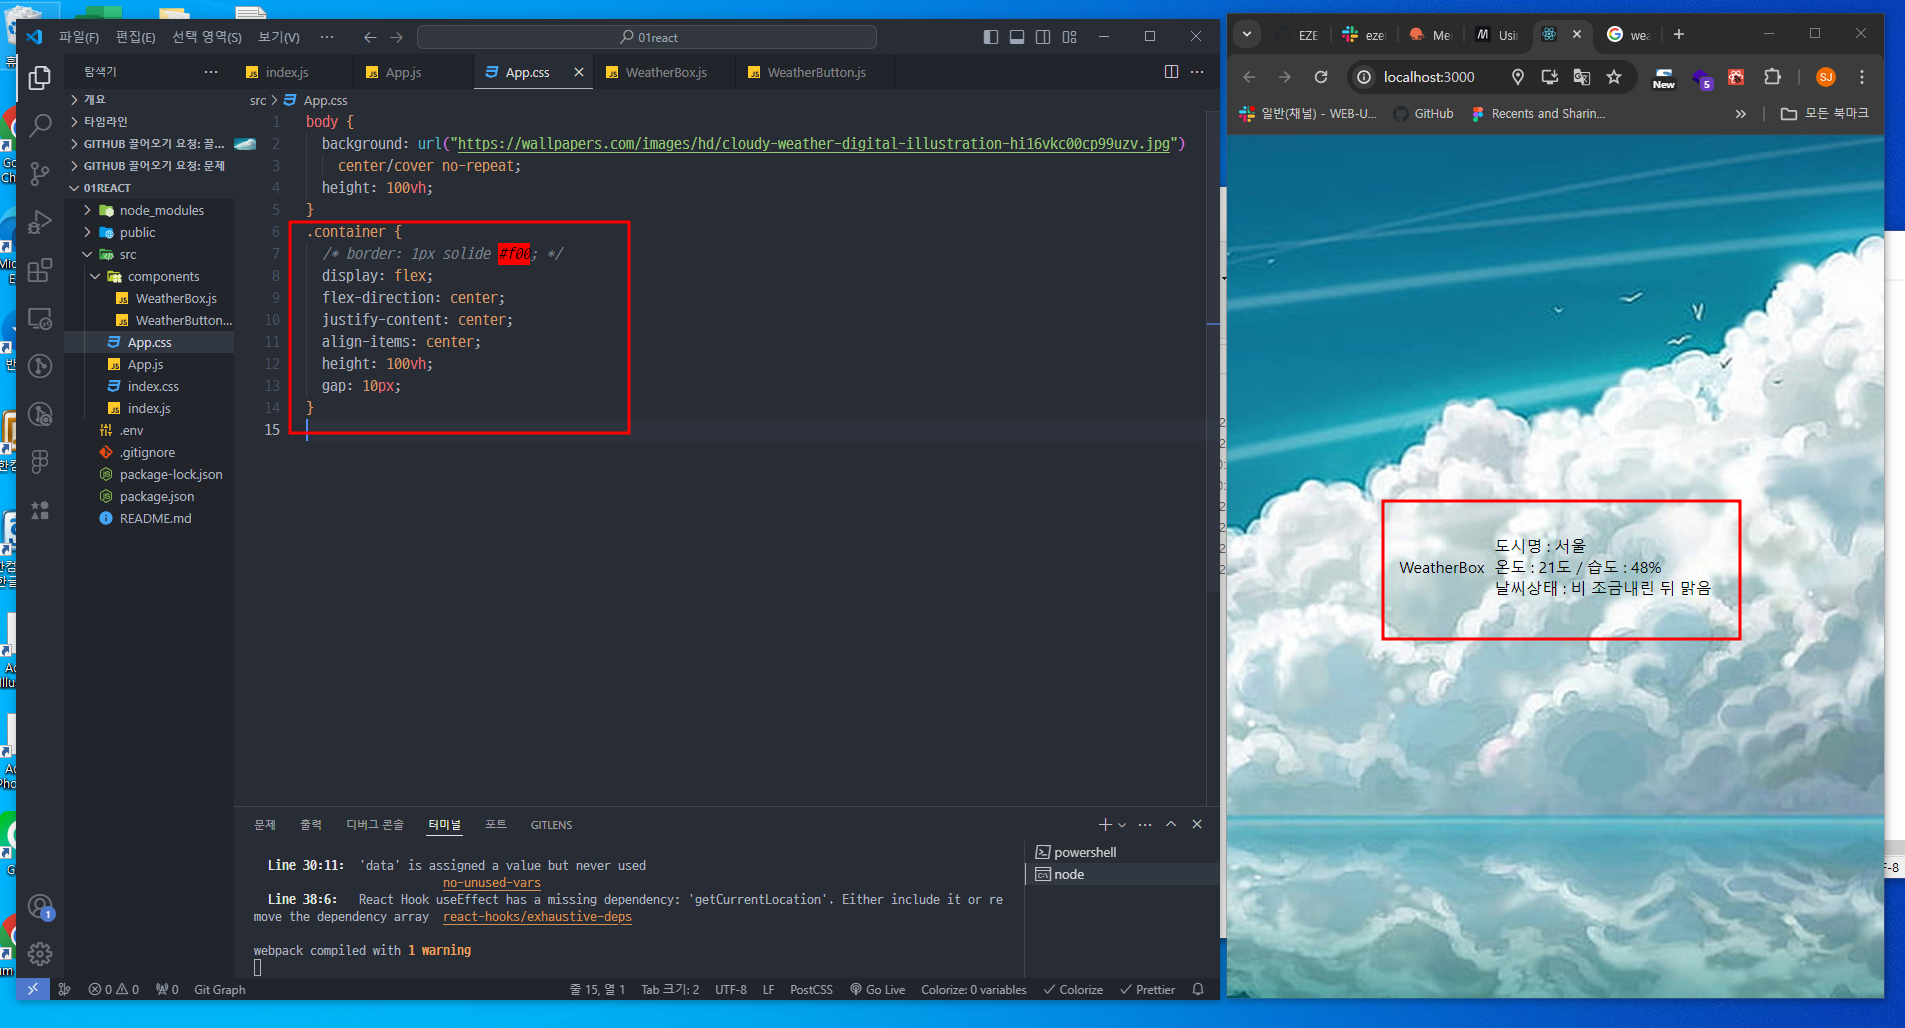 파일(F) 편집(E) 선택 영역(S) 보기(V) ··· 01react
탐색기 ···
index.js App.js App.css WeatherBox.js WeatherButton.js
개요
타임라인
GITHUB 끌어오기 요청: 끌...
GITHUB 끌어오기 요청: 문제
01REACT
node_modules
public
src
components
WeatherBox.js
WeatherButton...
App.css
App.js
index.css
index.js
.env
.gitignore
package-lock.json
package.json
README.md
src > App.css
1 body {
2 background: url("https://wallpapers.com/images/hd/cloudy-weather-digital-illustration-hi16vkc00cp99uzv.jpg")
3 center/cover no-repeat;
4 height: 100vh;
5 }
6 .container {
7 /* border: 1px solide #f00; */
8 display: flex;
9 flex-direction: center;
10 justify-content: center;
11 align-items: center;
12 height: 100vh;
13 gap: 10px;
14 }
15
문제 출력 디버그 콘솔 터미널 포트 GITLENS
Line 30:11: 'data' is assigned a value but never used
no-unused-vars
Line 38:6: React Hook useEffect has a missing dependency: 'getCurrentLocation'. Either include it or re
move the dependency array react-hooks/exhaustive-deps
webpack compiled with 1 warning
powershell
node
1
0 0 0 Git Graph 줄 15, 열 1 Tab 크기: 2 UTF-8 LF PostCSS Go Live Colorize: 0 variables Colorize Prettier
EZE ezer Me Usin wea
localhost:3000 New 5 SJ
일반(채널) - WEB-U... GitHub Recents and Sharin... » 모든 북마크
WeatherBox
도시명 : 서울
온도 : 21도 / 습도 : 48%
날씨상태 : 비 조금내린 뒤 맑음
F-8